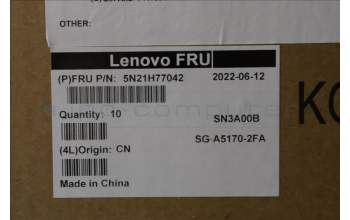 OTHER:
Lenovo FRU
(P)FRU P/N: 5N21H77042 2022-06-12
Quantity: 10 SN3A00B
SG-A5170-2FA
(4L)Origin: CN
Made in China
KC